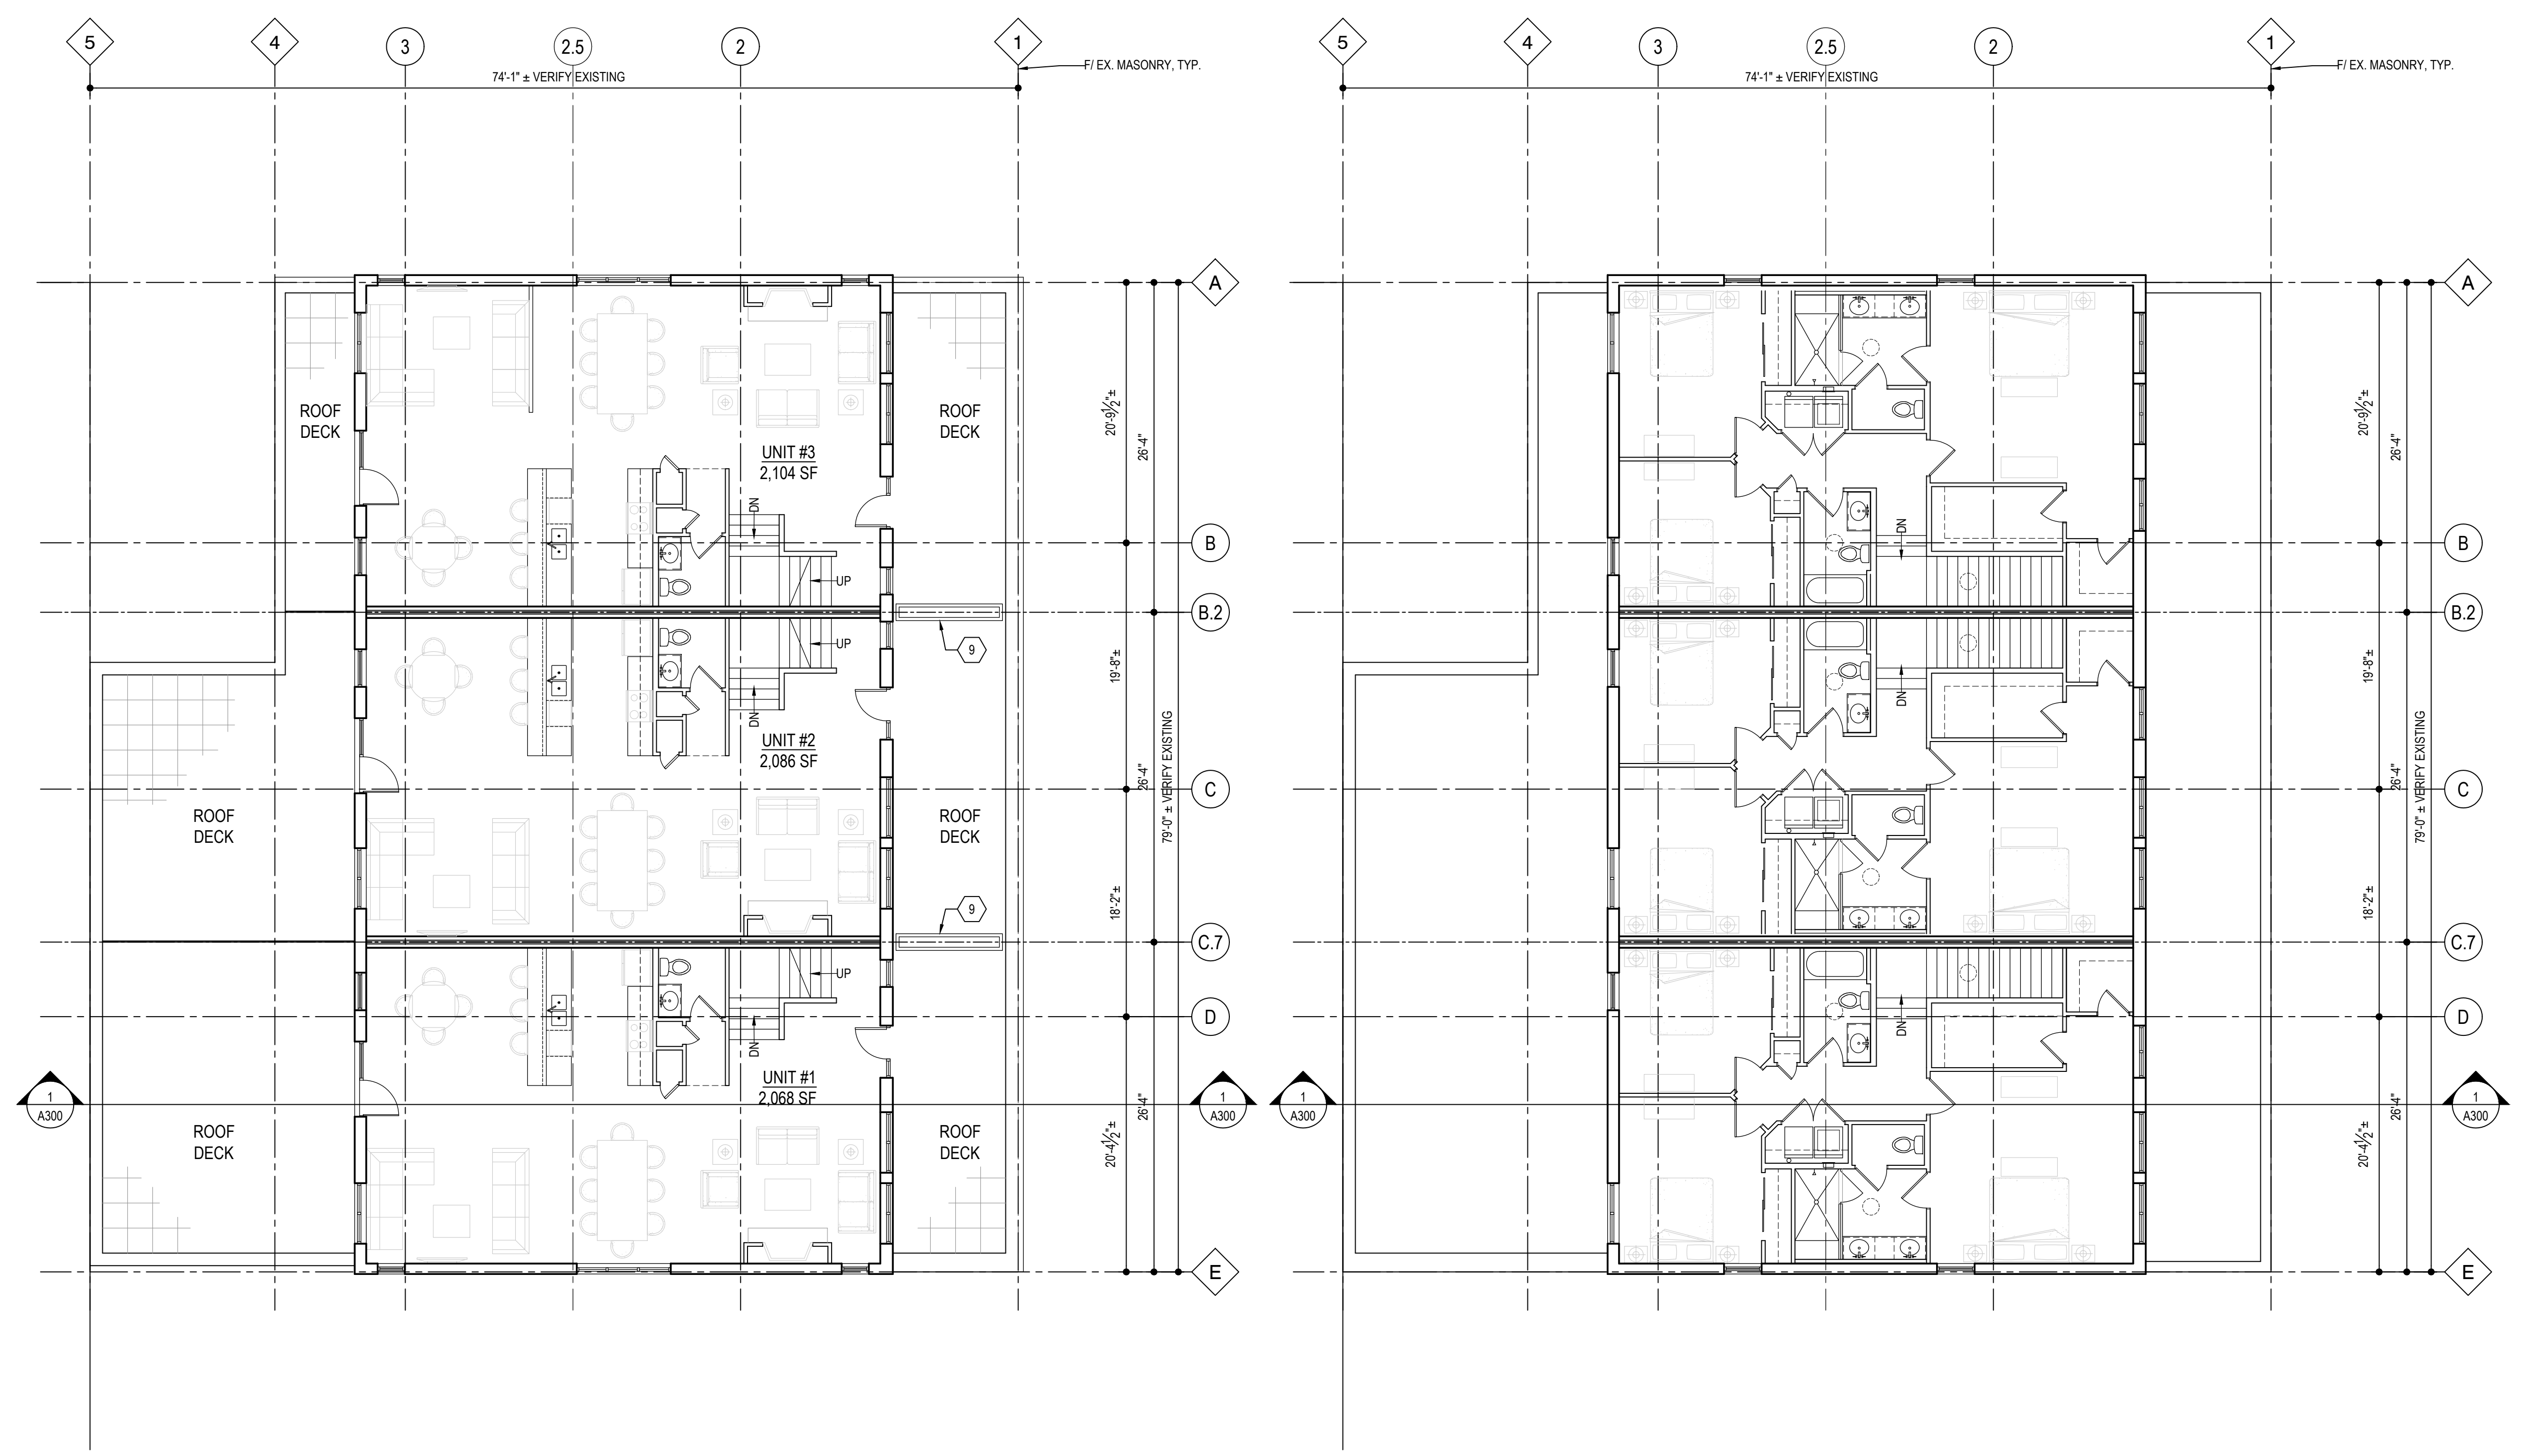 5
4
3
2.5
2
1
F/ EX. MASONRY, TYP.
74'-1" ± VERIFY EXISTING
5
4
3
2.5
2
1
F/ EX. MASONRY, TYP.
74'-1" ± VERIFY EXISTING
A
B
B.2
C
C.7
D
E
20'-9½"±
26'-4"
19'-8"±
79'-0" ± VERIFY EXISTING
26'-4"
18'-2"±
26'-4"
20'-4½"±
ROOF
DECK
ROOF
DECK
UNIT #3
2,104 SF
DN
UP
9
UP
DN
UNIT #2
2,086 SF
ROOF
DECK
ROOF
DECK
9
UP
DN
UNIT #1
2,068 SF
1
A300
1
A300
ROOF
DECK
ROOF
DECK
A
B
B.2
C
C.7
D
E
20'-9½"±
26'-4"
19'-8"±
79'-0" ± VERIFY EXISTING
26'-4"
18'-2"±
26'-4"
20'-4½"±
DN
DN
DN
1
A300
1
A300